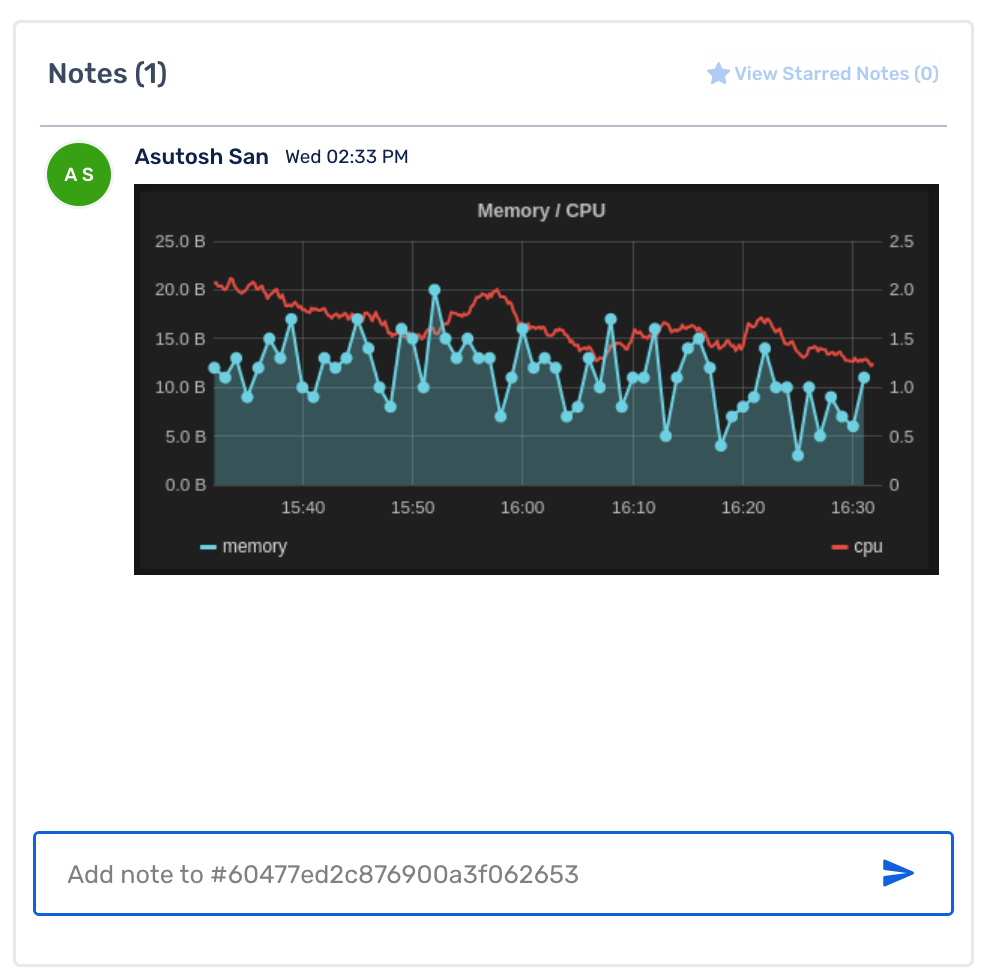 Notes (1)
View Starred Notes (0)
A S
Asutosh San Wed 02:33 PM
Memory / CPU
25.0 B 2.5
20.0 B 2.0
15.0 B 1.5
10.0 B 1.0
5.0 B 0.5
0.0 B 0
15:40 15:50 16:00 16:10 16:20 16:30
memory cpu
Add note to #60477ed2c876900a3f062653